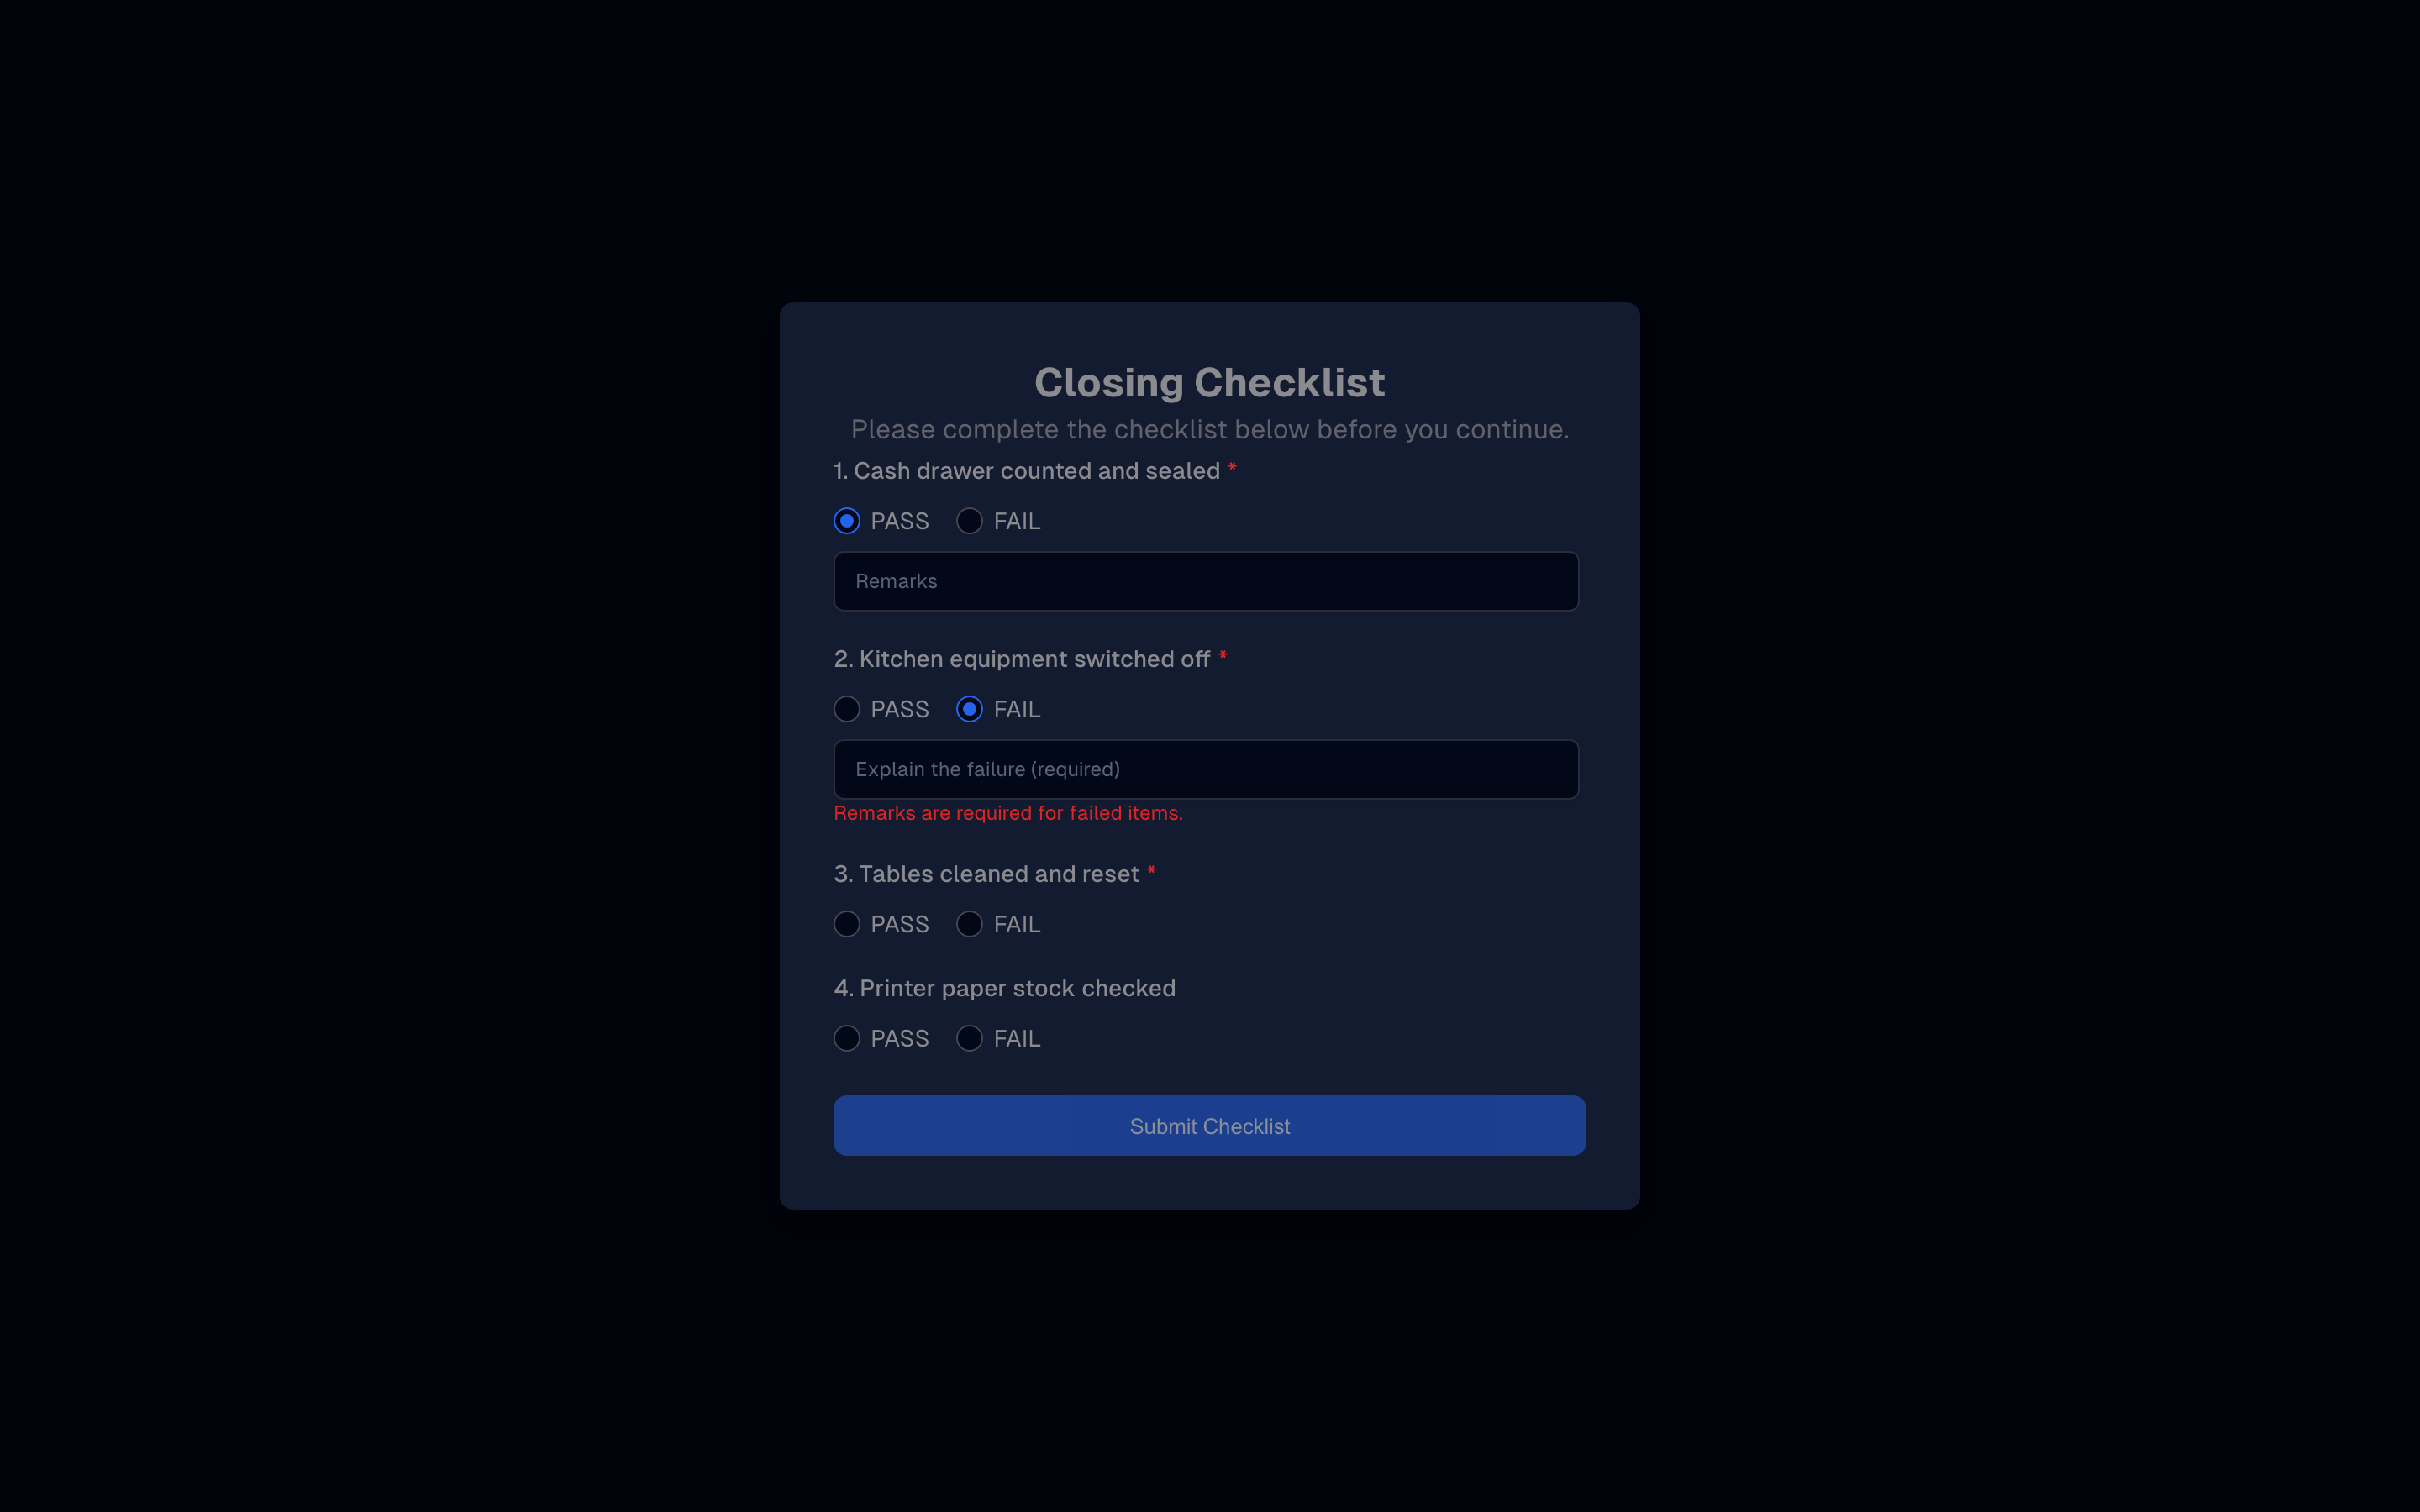 Closing Checklist
Please complete the checklist below before you continue.
1. Cash drawer counted and sealed *
PASS FAIL
Remarks
2. Kitchen equipment switched off *
PASS FAIL
Explain the failure (required)
Remarks are required for failed items.
3. Tables cleaned and reset *
PASS FAIL
4. Printer paper stock checked
PASS FAIL
Submit Checklist